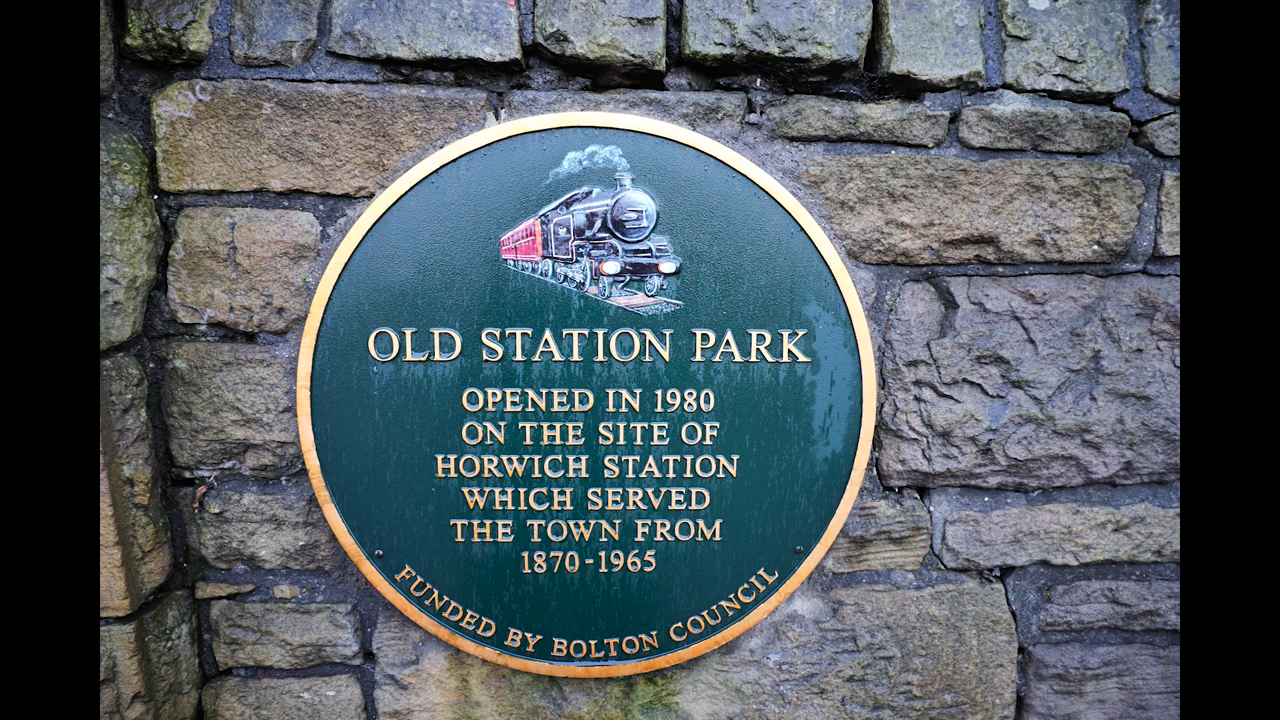 OLD STATION PARK
OPENED IN 1980
ON THE SITE OF
HORWICH STATION
WHICH SERVED
THE TOWN FROM
1870-1965
FUNDED BY BOLTON COUNCIL